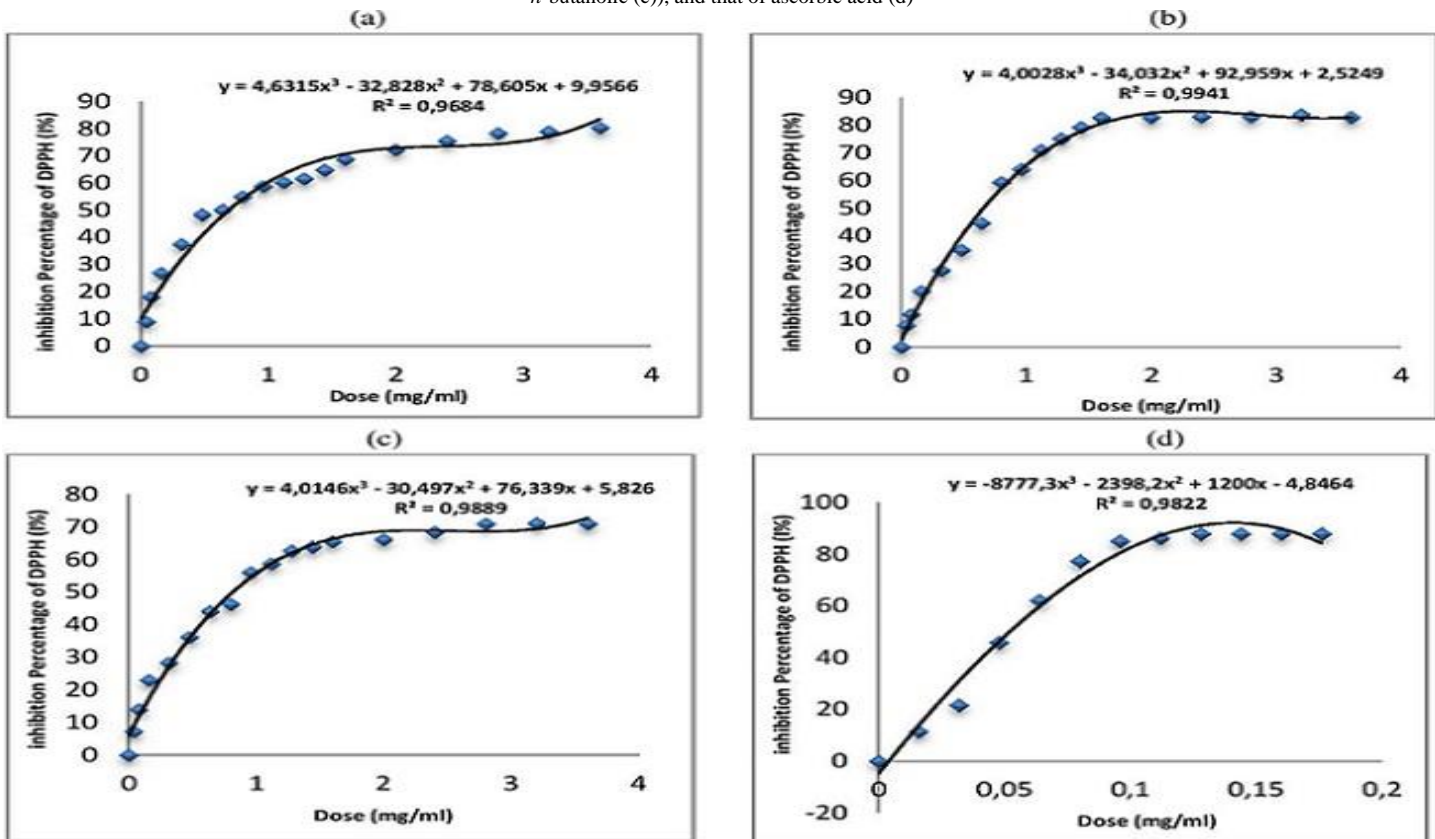 n-butanolic (c)), and that of ascorbic acid (d)
(a)
y = 4,6315x³ - 32,828x² + 78,605x + 9,9566
R² = 0,9684
inhibition Percentage of DPPH (I%)
90
80
70
60
50
40
30
20
10
0
0 1 2 3 4
Dose (mg/ml)
(b)
y = 4,0028x³ - 34,032x² + 92,959x + 2,5249
R² = 0,9941
inhibition Percentage of DPPH (I%)
90
80
70
60
50
40
30
20
10
0
0 1 2 3 4
Dose (mg/ml)
(c)
y = 4,0146x³ - 30,497x² + 76,339x + 5,826
R² = 0,9889
inhibition Percentage of DPPH (I%)
80
70
60
50
40
30
20
10
0
0 1 2 3 4
Dose (mg/ml)
(d)
y = -8777,3x³ - 2398,2x² + 1200x - 4,8464
R² = 0,9822
inhibition Percentage of DPPH (I%)
100
80
60
40
20
0
-20
0 0,05 0,1 0,15 0,2
Dose (mg/ml)